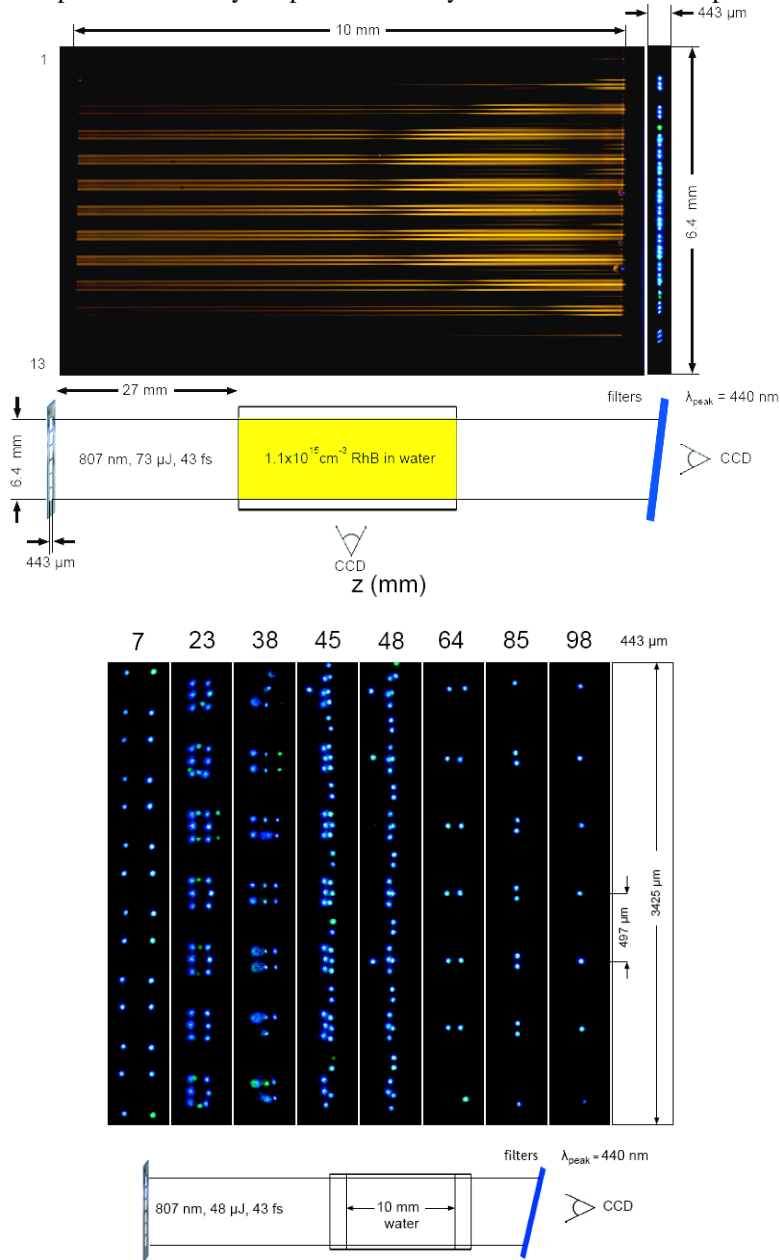 443 µm
10 mm
1
6.4 mm
13
27 mm
filters
λpeak = 440 nm
6.4 mm
807 nm, 73 µJ, 43 fs
1.1x10^15cm^-3 RhB in water
CCD
443 µm
CCD
z (mm)
7 23 38 45 48 64 85 98 443 µm
3425 µm
497 µm
filters
λpeak = 440 nm
807 nm, 48 µJ, 43 fs
10 mm
water
CCD